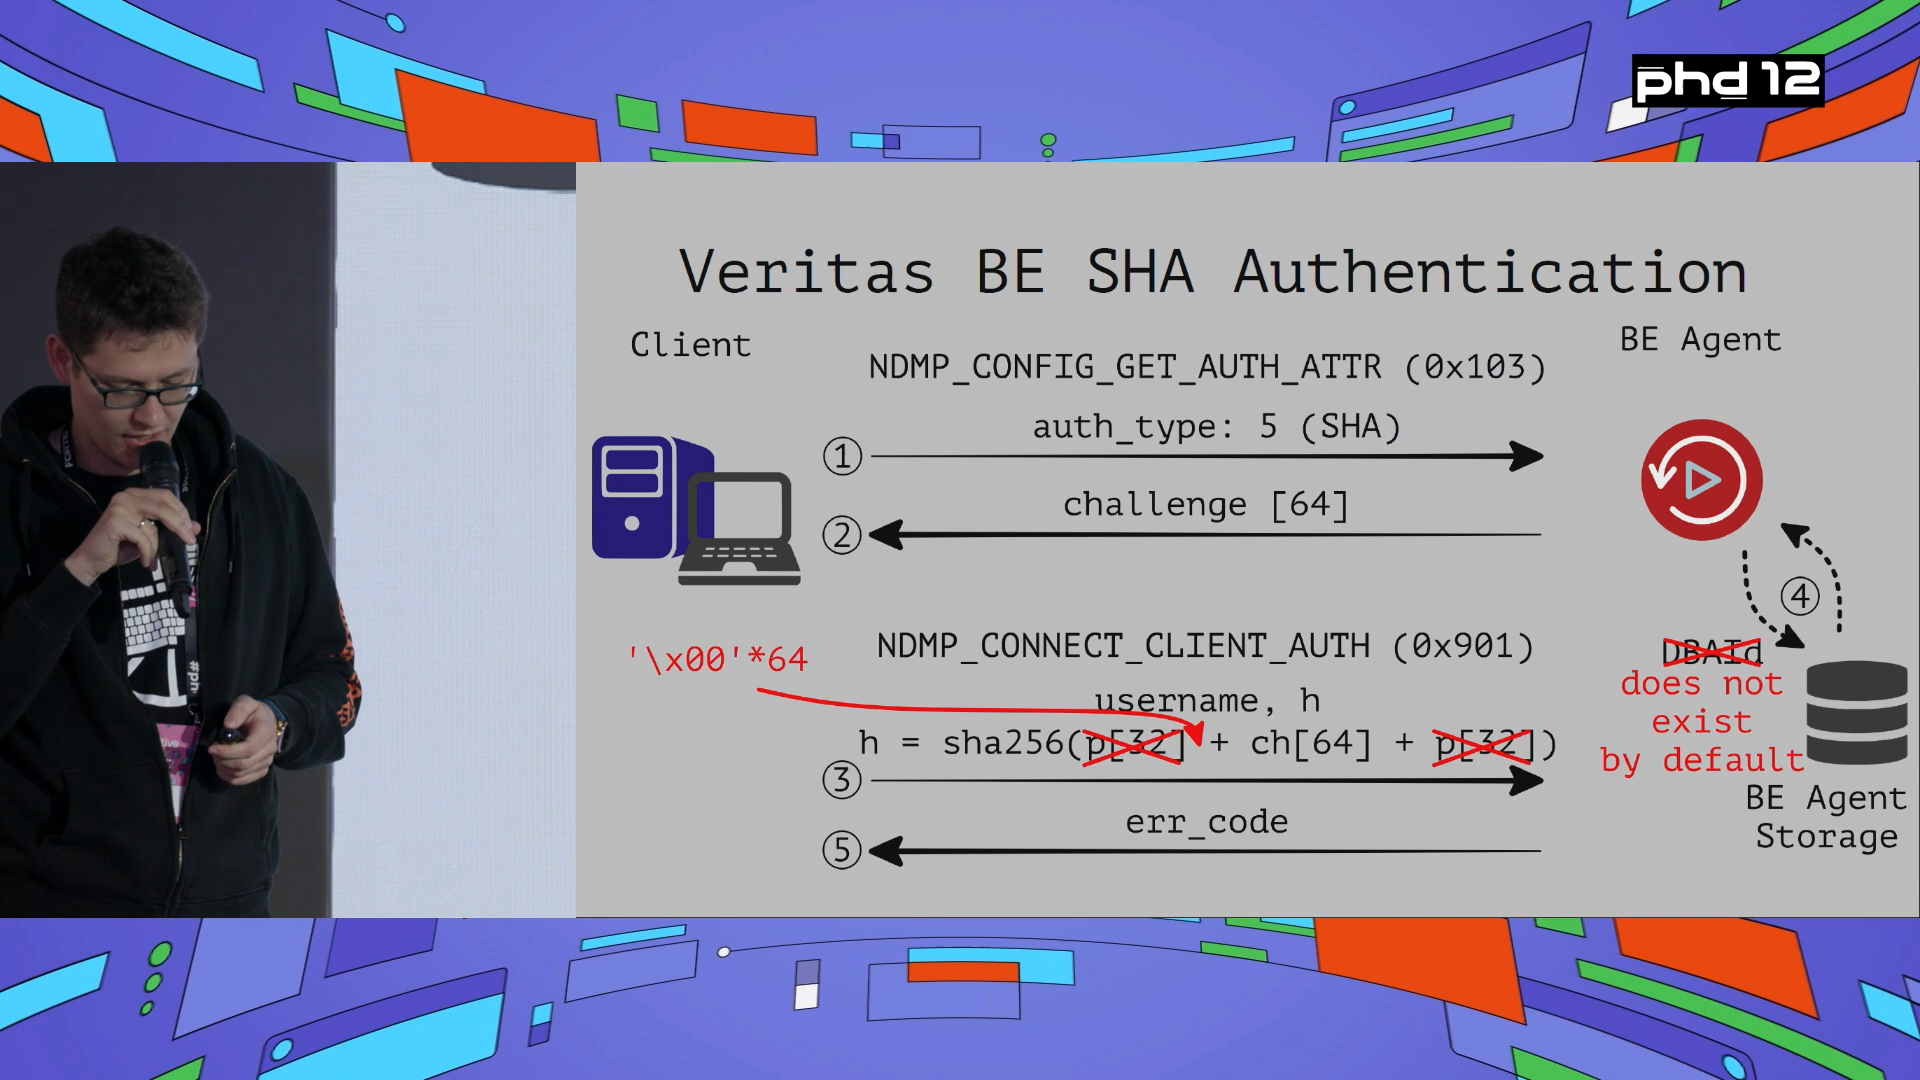 phd 12
Veritas BE SHA Authentication
Client
BE Agent
NDMP_CONFIG_GET_AUTH_ATTR (0x103)
auth_type: 5 (SHA)
①
challenge [64]
②
④
'\x00'*64
NDMP_CONNECT_CLIENT_AUTH (0x901)
DBAId
does not
exist
by default
username, h
h = sha256(p[32] + ch[64] + p[32])
③
BE Agent
Storage
err_code
⑤